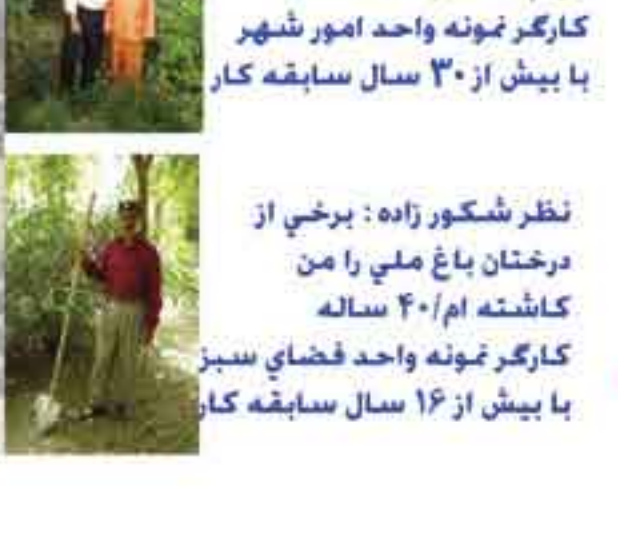 کارگر نمونه واحد امور شهر
با بیش از ۳۰ سال سابقه کار
نظر شکور زاده : برخي از
درختان باغ ملي را من
کاشته ام/۴۰ ساله
کارگر نمونه واحد فضاي سبز
با بیش از ۱۶ سال سابقه کار